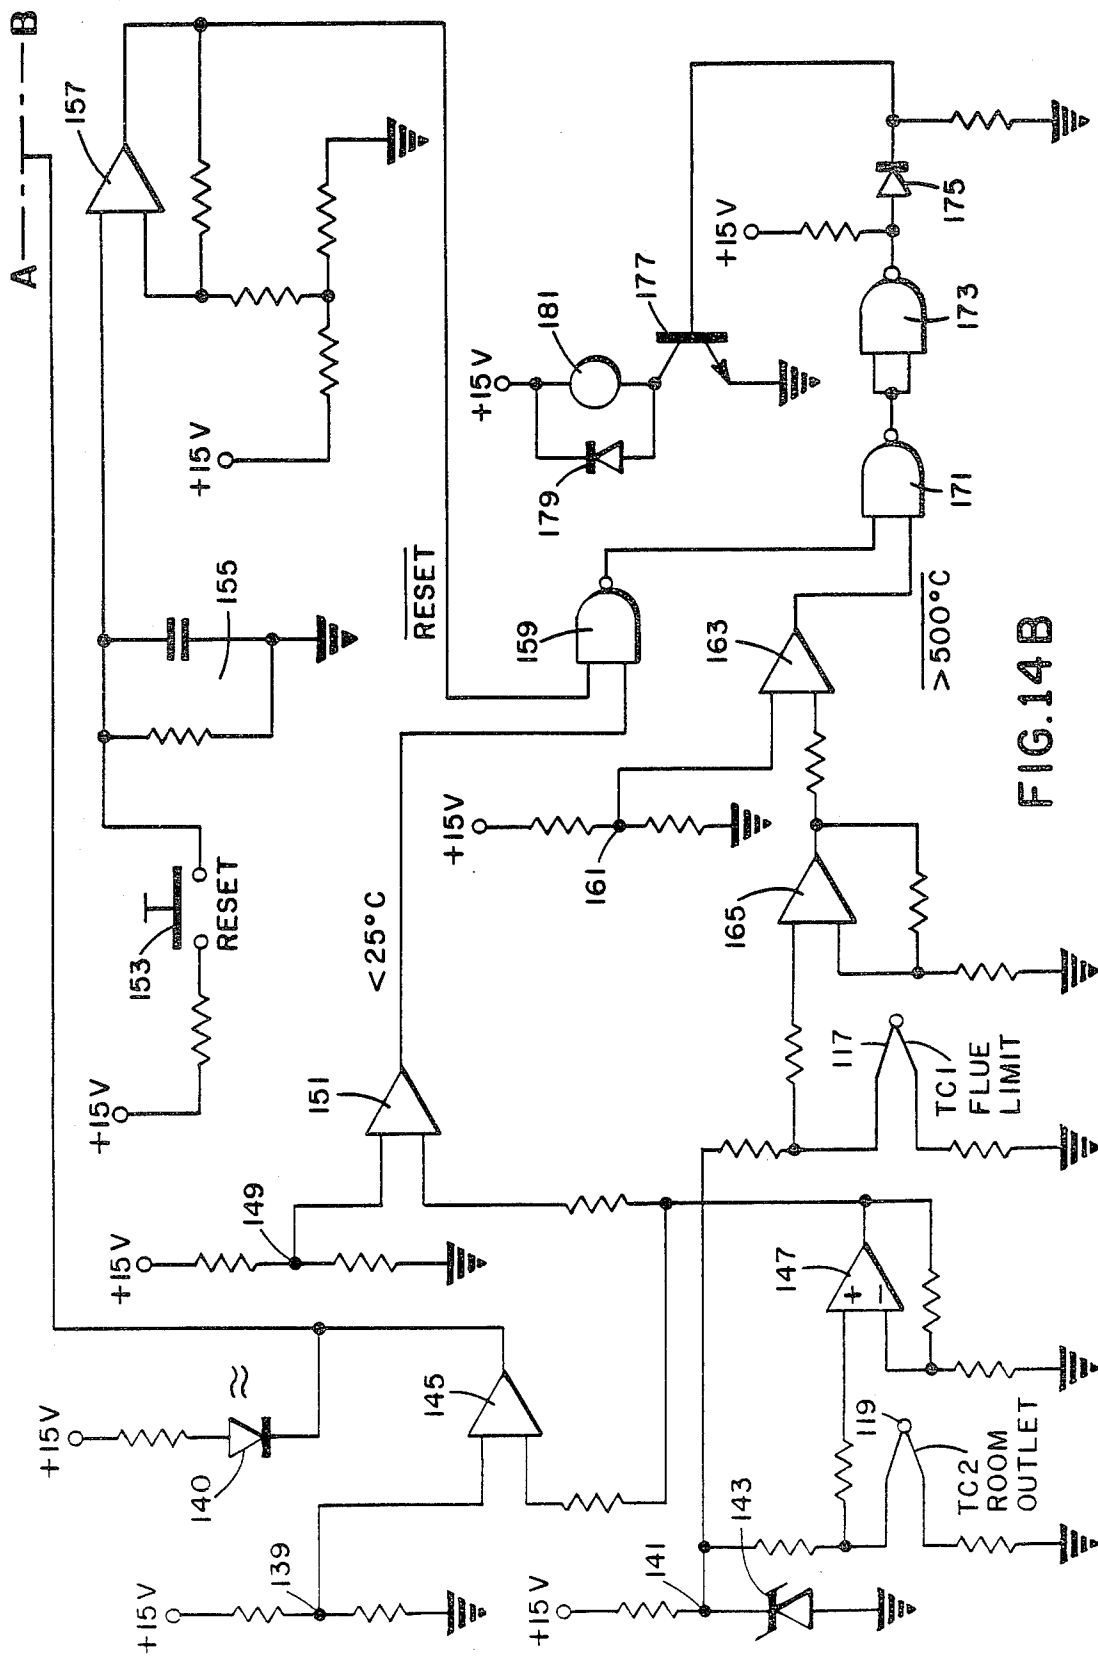 A — - — - — B
157
+15V
181
+15V
177
+15V
175
179
173
171
+15V
155
RESET
159
163
>500°C
FIG.14B
153
RESET
<25°C
+15V
161
165
+15V
151
117
TC1
FLUE
LIMIT
149
+15V
147
+
−
≈
145
+15V
140
119
TC2
ROOM
OUTLET
143
139
141
+15V
+15V